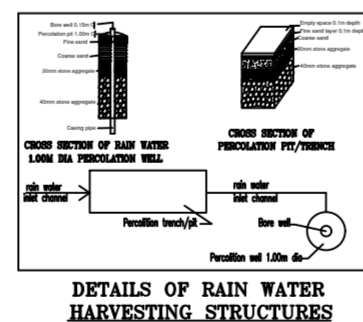 Bore well 0.15m
Percolation pit 1.00m
Fine sand
Coarse sand
20mm stone aggregate
40mm stone aggregate
Casing pipe
CROSS SECTION OF RAIN WATER
1.00M DIA PERCOLATION WELL
Empty space 0.1m depth
Fine sand layer 0.1m dept
Coarse sand
20mm stone aggregate
40mm stone aggregate
CROSS SECTION OF
PERCOLATION PIT/TRENCH
rain water
inlet channel
Percolition trench/pit
rain water
inlet channel
Bore well
Percolition well 1.00m dia
DETAILS OF RAIN WATER
HARVESTING STRUCTURES